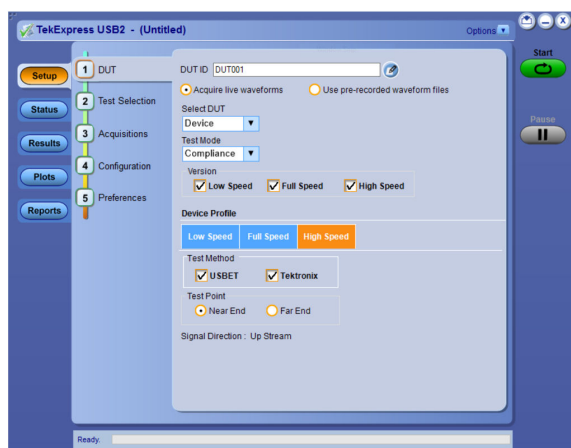 TekExpress USB2 - (Untitled)
Options
Start
Setup
Status
Results
Plots
Reports
1 DUT
2 Test Selection
3 Acquisitions
4 Configuration
5 Preferences
DUT ID DUT001
Acquire live waveforms Use pre-recorded waveform files
Select DUT
Device
Test Mode
Compliance
Version
Low Speed Full Speed High Speed
Device Profile
Low Speed Full Speed High Speed
Test Method
USBET Tektronix
Test Point
Near End Far End
Signal Direction : Up Stream
Pause
Ready.